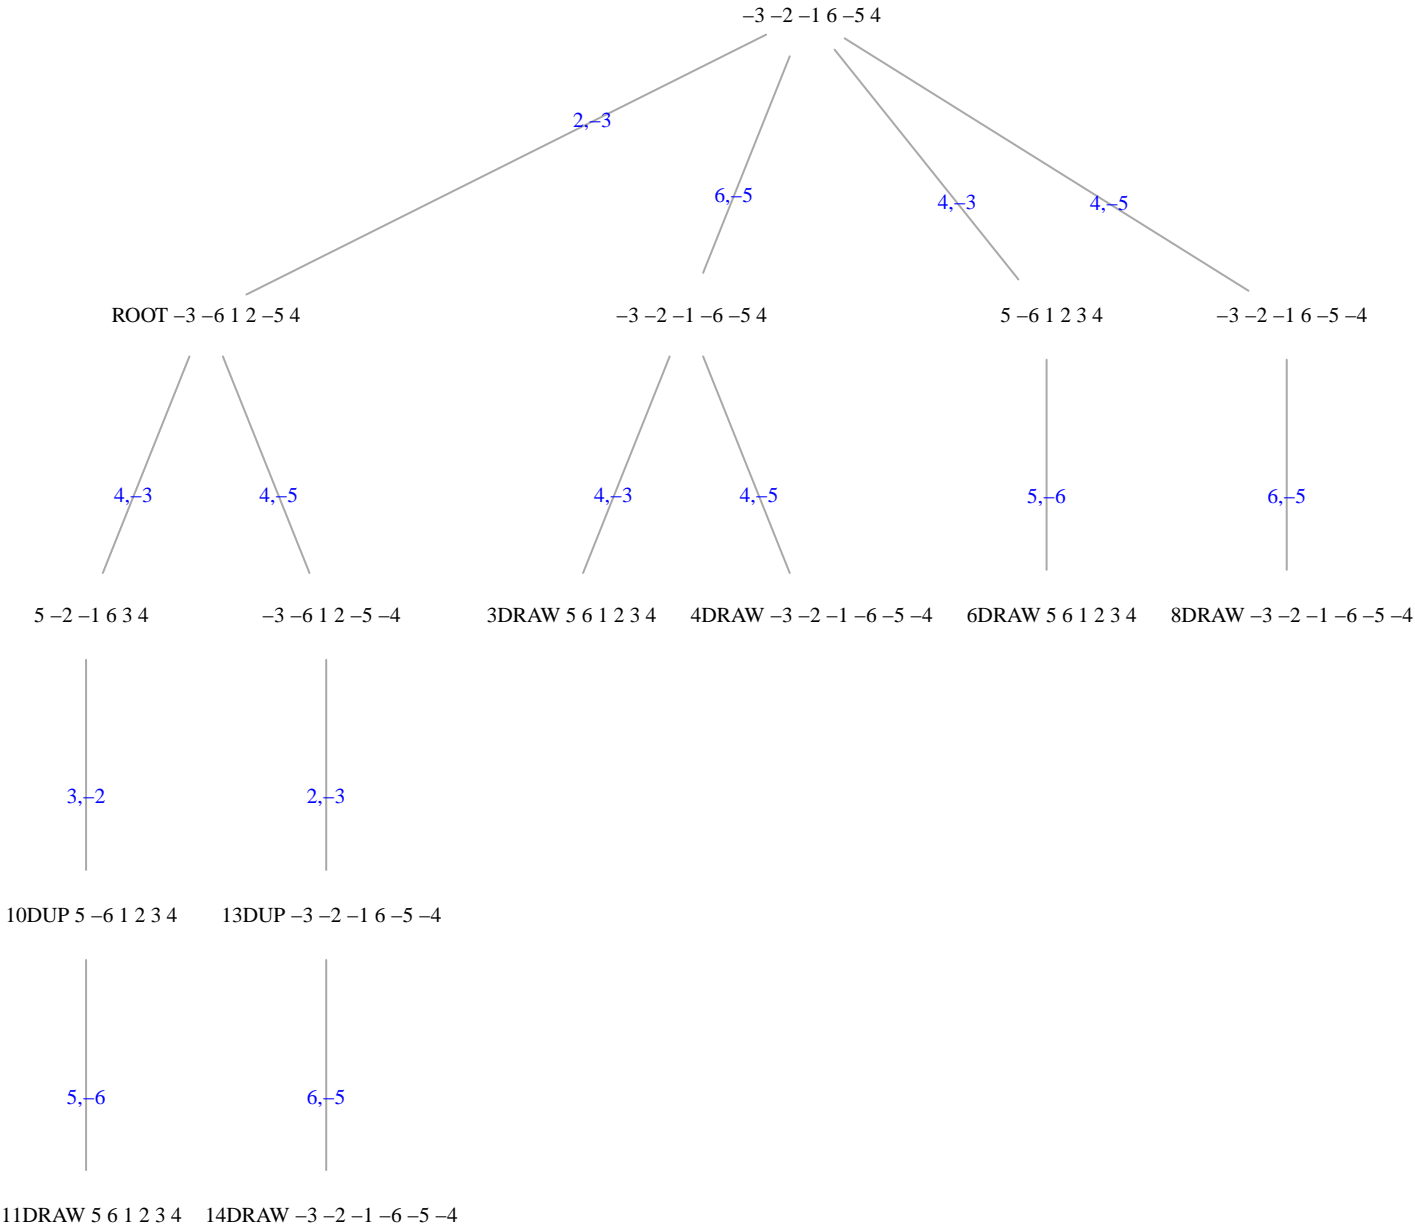 −3 −2 −1 6 −5 4
2,−3
6,−5
4,−3
4,−5
ROOT −3 −6 1 2 −5 4
−3 −2 −1 −6 −5 4
5 −6 1 2 3 4
−3 −2 −1 6 −5 −4
4,−3
4,−5
4,−3
4,−5
5,−6
6,−5
5 −2 −1 6 3 4
−3 −6 1 2 −5 −4
3DRAW 5 6 1 2 3 4
4DRAW −3 −2 −1 −6 −5 −4
6DRAW 5 6 1 2 3 4
8DRAW −3 −2 −1 −6 −5 −4
3,−2
2,−3
10DUP 5 −6 1 2 3 4
13DUP −3 −2 −1 6 −5 −4
5,−6
6,−5
11DRAW 5 6 1 2 3 4
14DRAW −3 −2 −1 −6 −5 −4